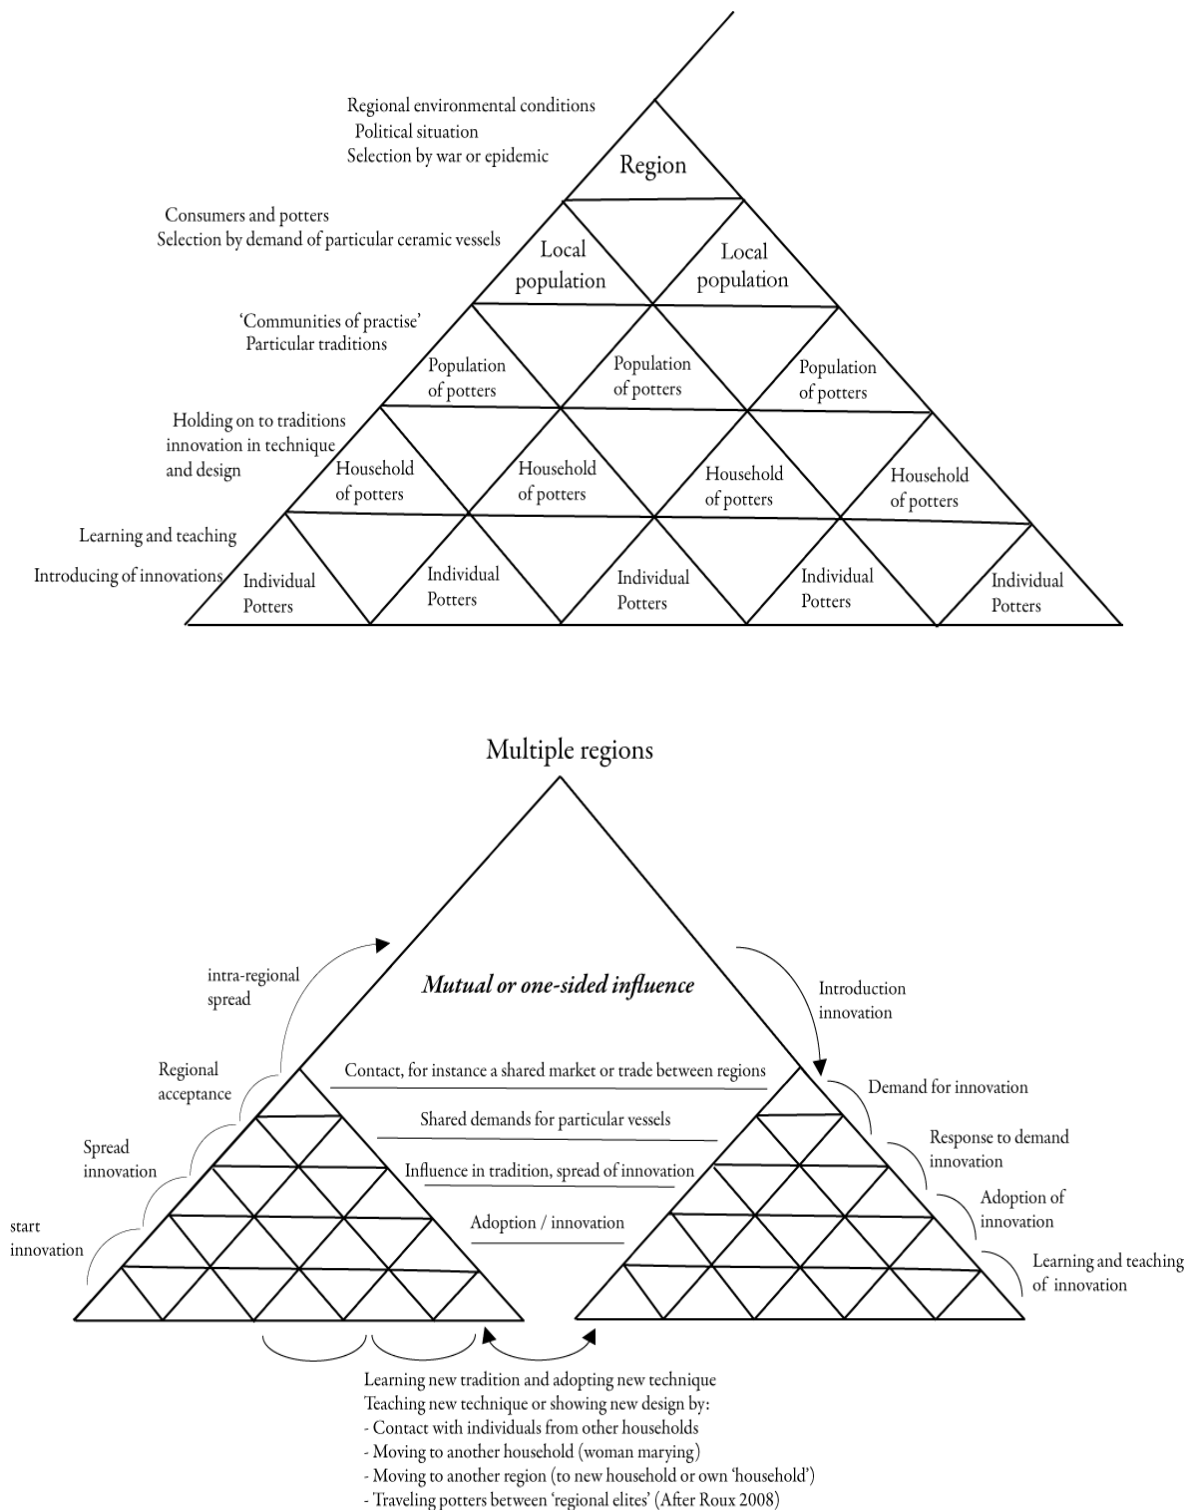 Regional environmental conditions
Political situation
Selection by war or epidemic
Region
Consumers and potters
Selection by demand of particular ceramic vessels
Local
population
Local
population
‘Communities of practise’
Particular traditions
Population
of potters
Population
of potters
Population
of potters
Holding on to traditions
innovation in technique
and design
Household
of potters
Household
of potters
Household
of potters
Household
of potters
Learning and teaching
Introducing of innovations
Individual
Potters
Individual
Potters
Individual
Potters
Individual
Potters
Individual
Potters
Multiple regions
intra-regional
spread
Mutual or one-sided influence
Introduction
innovation
Regional
acceptance
Contact, for instance a shared market or trade between regions
Demand for innovation
Shared demands for particular vessels
Spread
innovation
Response to demand
innovation
Influence in tradition, spread of innovation
Adoption of
innovation
start
innovation
Adoption / innovation
Learning and teaching
of innovation
Learning new tradition and adopting new technique
Teaching new technique or showing new design by:
- Contact with individuals from other households
- Moving to another household (woman marying)
- Moving to another region (to new household or own ‘household’)
- Traveling potters between ‘regional elites’ (After Roux 2008)